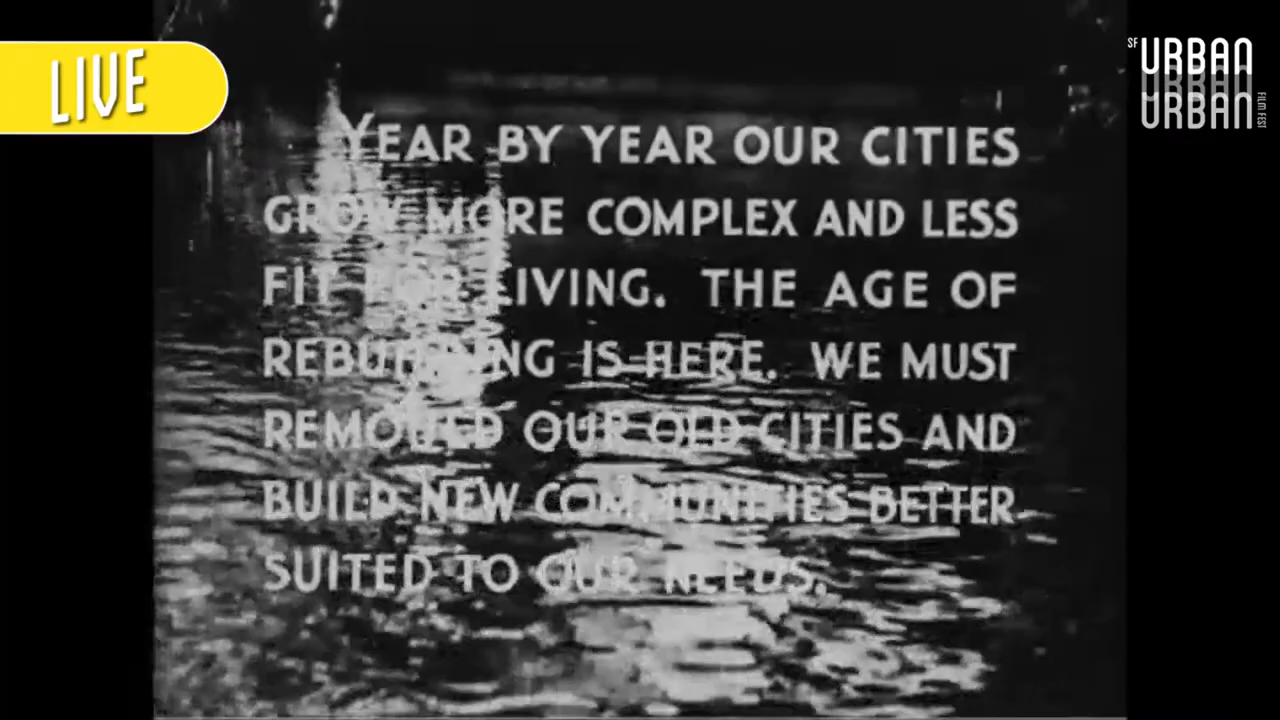 LIVE
SF URBAN
URBAN FILM FEST
YEAR BY YEAR OUR CITIES
GROW MORE COMPLEX AND LESS
FIT FOR LIVING. THE AGE OF
REBUILDING IS HERE. WE MUST
REMOULD OUR OLD CITIES AND
BUILD NEW COMMUNITIES BETTER
SUITED TO OUR NEEDS.